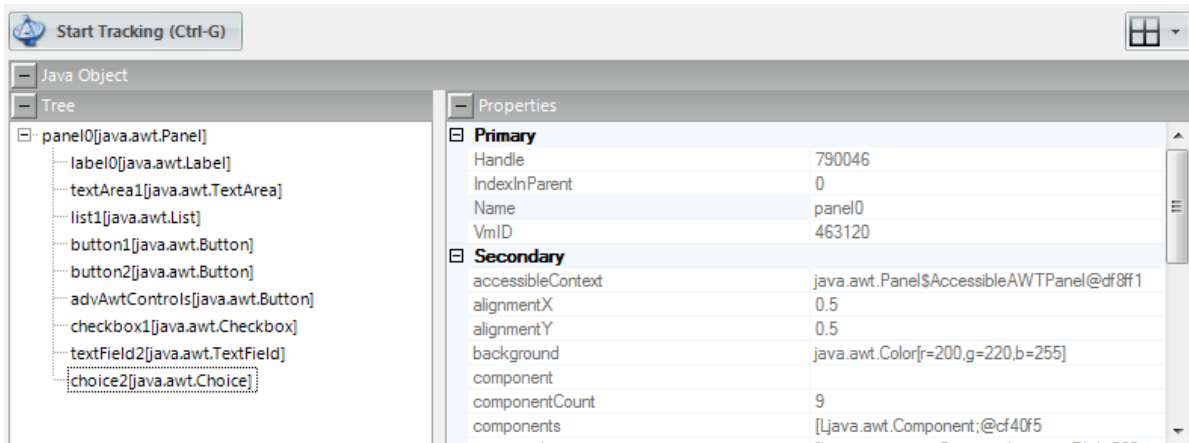 Start Tracking (Ctrl-G)
Java Object
Tree
panel0[java.awt.Panel]
label0[java.awt.Label]
textArea1[java.awt.TextArea]
list1[java.awt.List]
button1[java.awt.Button]
button2[java.awt.Button]
advAwtControls[java.awt.Button]
checkbox1[java.awt.Checkbox]
textField2[java.awt.TextField]
choice2[java.awt.Choice]
Properties
Primary
Handle 790046
IndexInParent 0
Name panel0
VmID 463120
Secondary
accessibleContext java.awt.Panel$AccessibleAWTPanel@df8ff1
alignmentX 0.5
alignmentY 0.5
background java.awt.Color[r=200,g=220,b=255]
component
componentCount 9
components [Ljava.awt.Component;@cf40f5